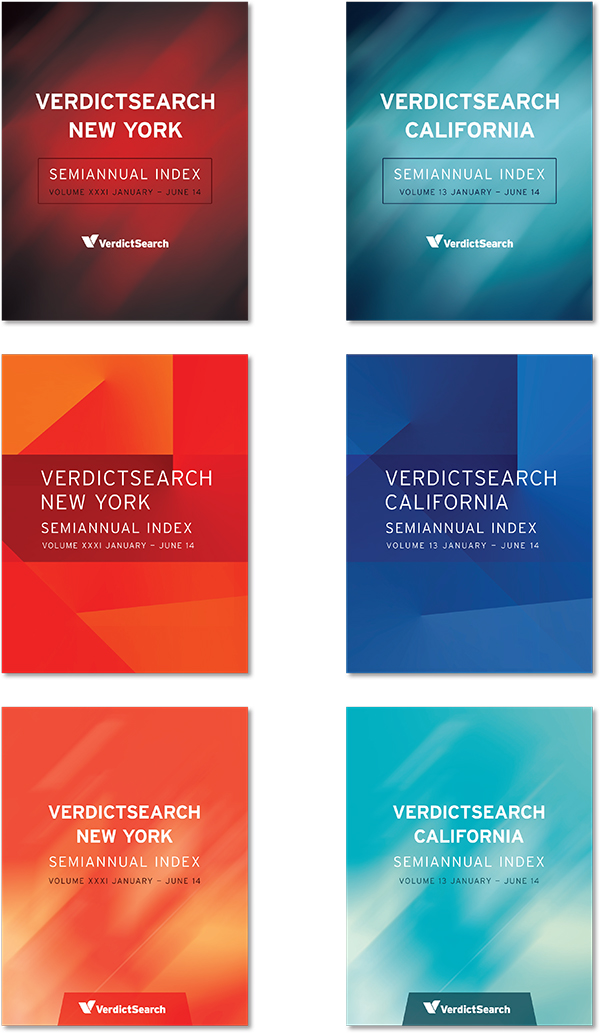 VERDICTSEARCH
NEW YORK
SEMIANNUAL INDEX
VOLUME XXXI JANUARY – JUNE 14
VerdictSearch
VERDICTSEARCH
CALIFORNIA
SEMIANNUAL INDEX
VOLUME 13 JANUARY – JUNE 14
VerdictSearch
VERDICTSEARCH
NEW YORK
SEMIANNUAL INDEX
VOLUME XXXI JANUARY – JUNE 14
VERDICTSEARCH
CALIFORNIA
SEMIANNUAL INDEX
VOLUME 13 JANUARY – JUNE 14
VERDICTSEARCH
NEW YORK
SEMIANNUAL INDEX
VOLUME XXXI JANUARY – JUNE 14
VerdictSearch
VERDICTSEARCH
CALIFORNIA
SEMIANNUAL INDEX
VOLUME 13 JANUARY – JUNE 14
VerdictSearch